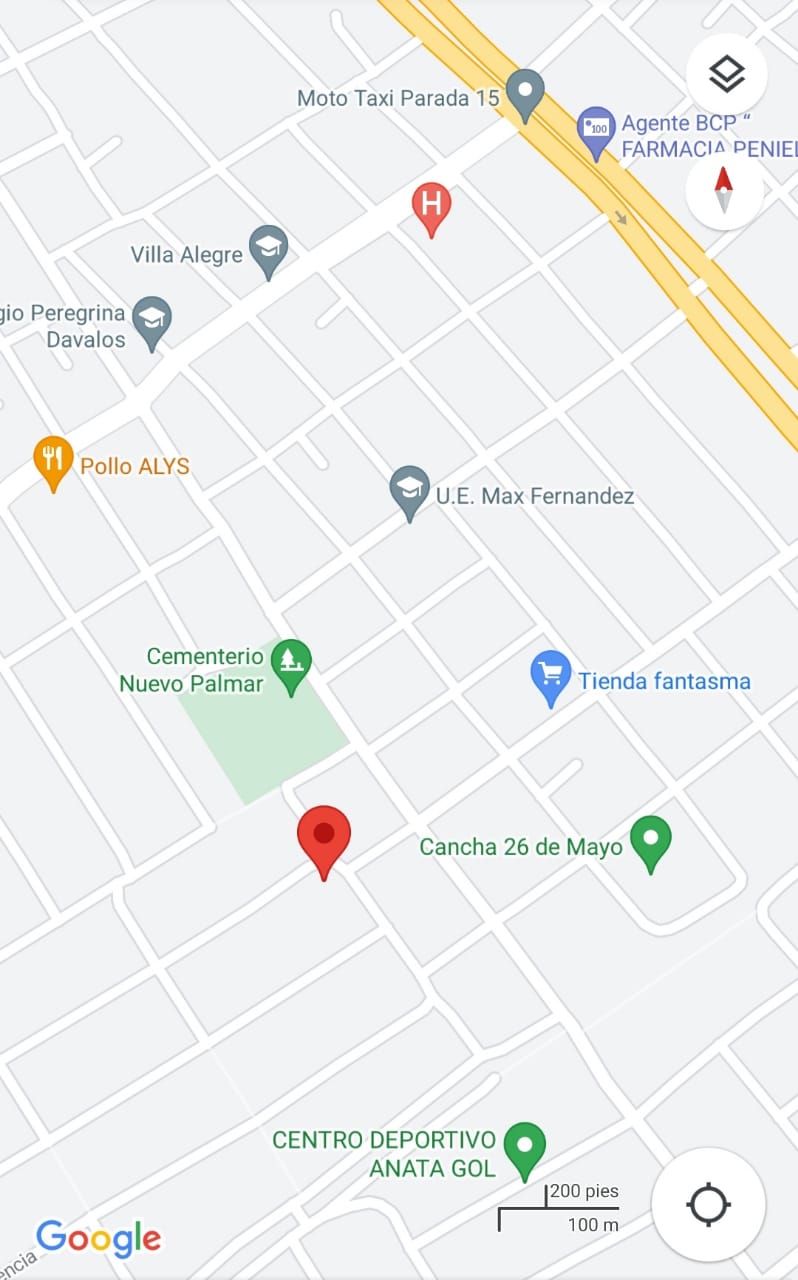 Moto Taxi Parada 15
Agente BCP "
FARMACIA PENIEL
100
H
Villa Alegre
gio Peregrina
Davalos
Pollo ALYS
U.E. Max Fernandez
Cementerio
Nuevo Palmar
Tienda fantasma
Cancha 26 de Mayo
CENTRO DEPORTIVO
ANATA GOL
200 pies
100 m
Google
encia